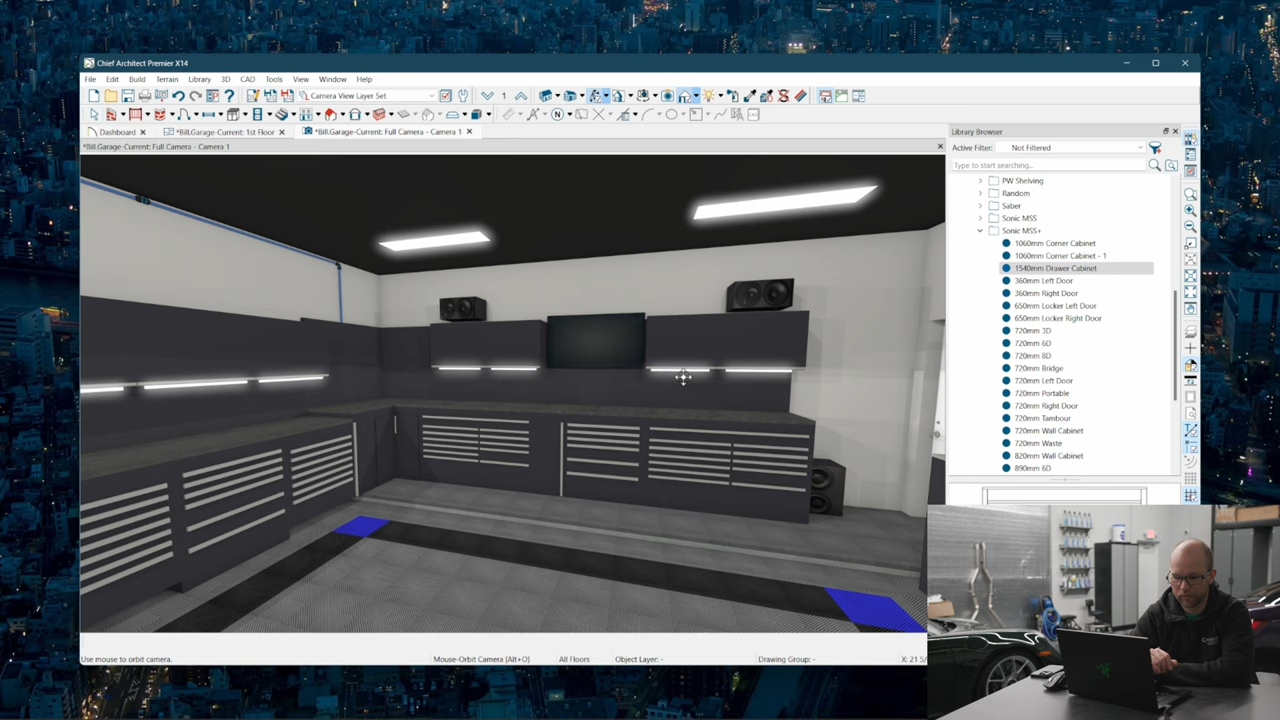 Chief Architect Premier X14
File Edit Build Terrain Library 3D CAD Tools View Window Help
Camera View Layer Set
1
N
Dashboard
*Bill.Garage-Current: 1st Floor
*Bill.Garage-Current: Full Camera - Camera 1
*Bill.Garage-Current: Full Camera - Camera 1
Library Browser
Active Filter: Not Filtered
Type to start searching...
PW Shelving
Random
Saber
Sonic MSS
Sonic MSS+
1060mm Corner Cabinet
1060mm Corner Cabinet - 1
1540mm Drawer Cabinet
360mm Left Door
360mm Right Door
650mm Locker Left Door
650mm Locker Right Door
720mm 3D
720mm 6D
720mm 8D
720mm Bridge
720mm Left Door
720mm Portable
720mm Right Door
720mm Tambour
720mm Wall Cabinet
720mm Waste
820mm Wall Cabinet
890mm 6D
Use mouse to orbit camera.
Mouse-Orbit Camera [Alt+O]
All Floors
Object Layer: -
Drawing Group: -
X: 21 5/